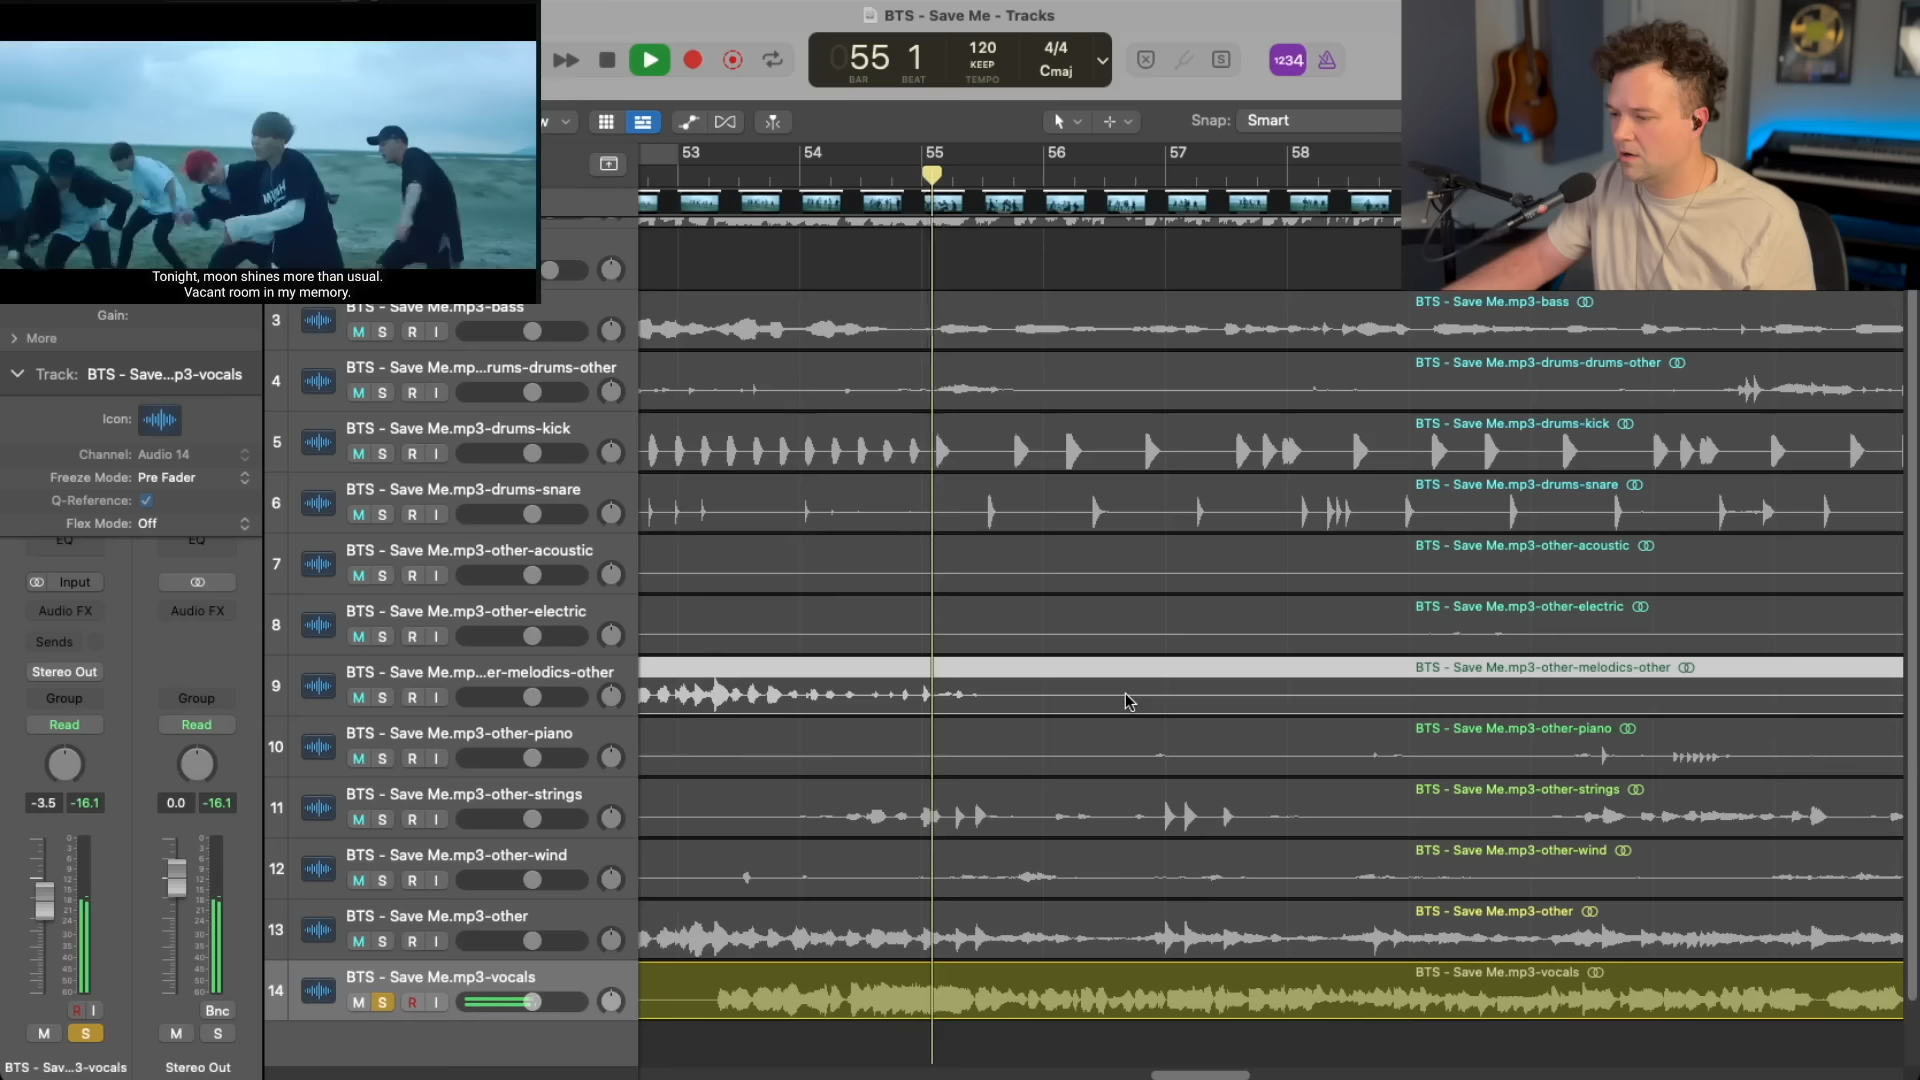 BTS - Save Me - Tracks
55 1
BAR BEAT
120
KEEP
TEMPO
4/4
Cmaj
S
1234
Snap: Smart
53 54 55 56 57 58
Tonight, moon shines more than usual.
Vacant room in my memory.
Gain:
More
Track: BTS - Save...p3-vocals
Icon:
Channel: Audio 14
Freeze Mode: Pre Fader
Q-Reference:
Flex Mode: Off
EQ EQ
Input
Audio FX Audio FX
Sends
Stereo Out
Group Group
Read Read
-3.5 -16.1 0.0 -16.1
R I Bnc
M S M S
BTS - Sav...3-vocals Stereo Out
3 BTS - Save Me.mp3-bass
M S R I
4 BTS - Save Me.mp...rums-drums-other
M S R I
5 BTS - Save Me.mp3-drums-kick
M S R I
6 BTS - Save Me.mp3-drums-snare
M S R I
7 BTS - Save Me.mp3-other-acoustic
M S R I
8 BTS - Save Me.mp3-other-electric
M S R I
9 BTS - Save Me.mp...er-melodics-other
M S R I
10 BTS - Save Me.mp3-other-piano
M S R I
11 BTS - Save Me.mp3-other-strings
M S R I
12 BTS - Save Me.mp3-other-wind
M S R I
13 BTS - Save Me.mp3-other
M S R I
14 BTS - Save Me.mp3-vocals
M S R I
BTS - Save Me.mp3-bass
BTS - Save Me.mp3-drums-drums-other
BTS - Save Me.mp3-drums-kick
BTS - Save Me.mp3-drums-snare
BTS - Save Me.mp3-other-acoustic
BTS - Save Me.mp3-other-electric
BTS - Save Me.mp3-other-melodics-other
BTS - Save Me.mp3-other-piano
BTS - Save Me.mp3-other-strings
BTS - Save Me.mp3-other-wind
BTS - Save Me.mp3-other
BTS - Save Me.mp3-vocals